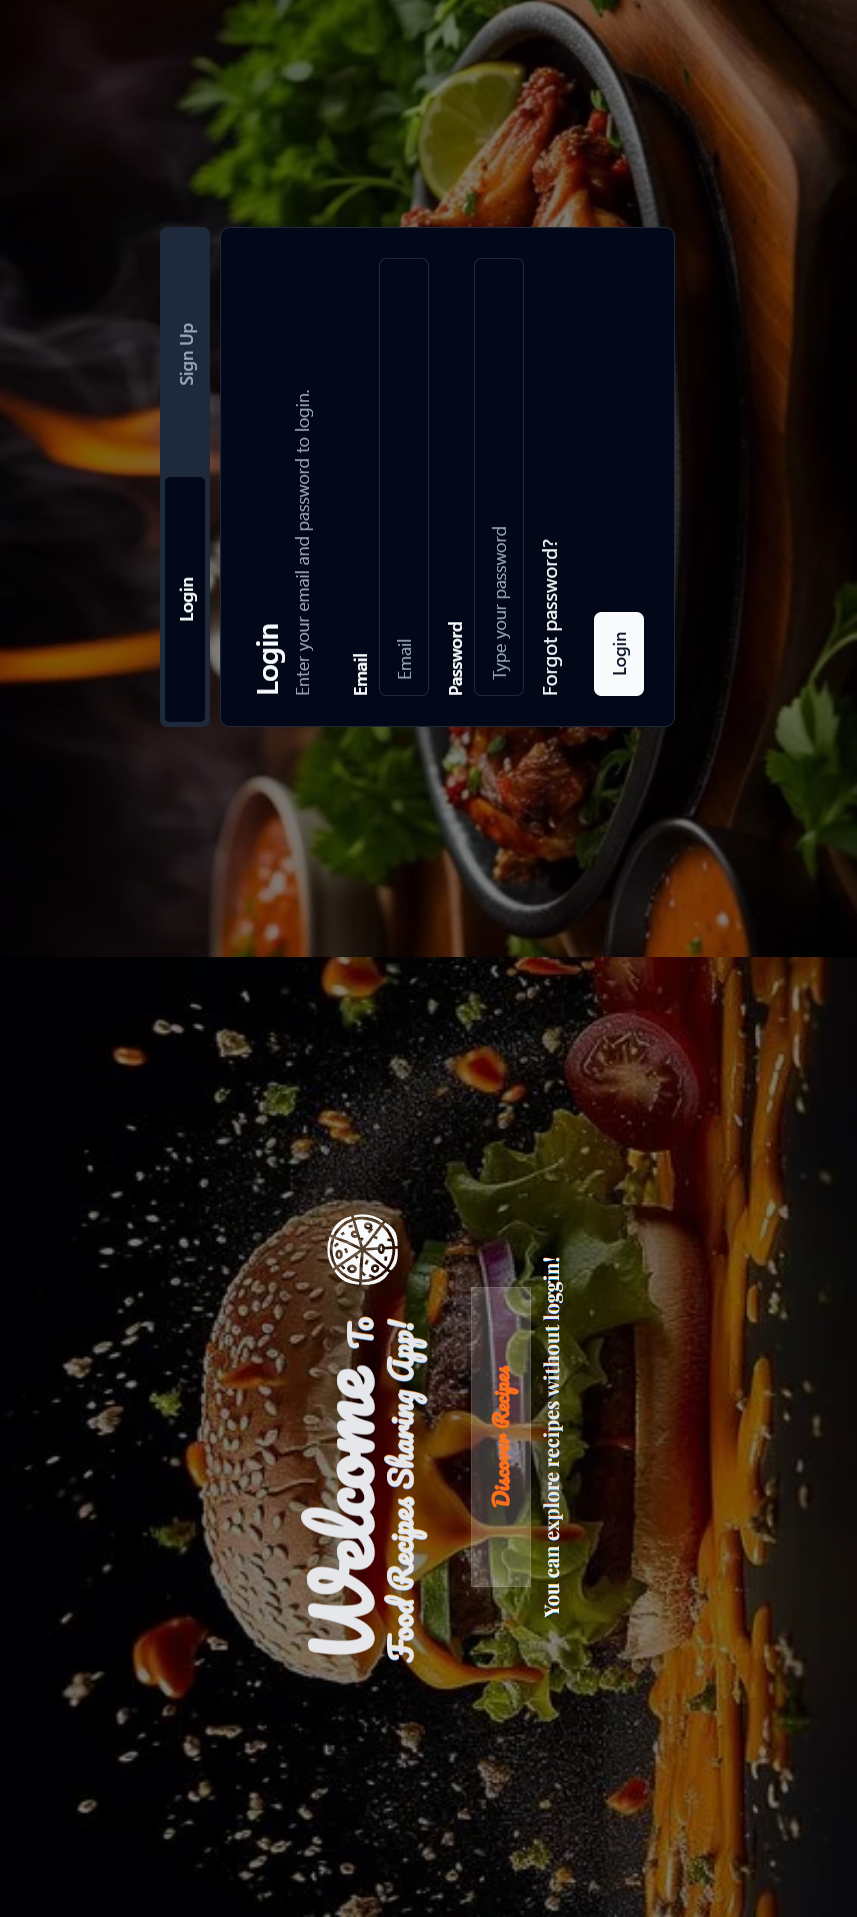 Welcome To
Food Recipes Sharing App!
Discover Recipes
You can explore recipes without loggin!
Login
Sign Up
Login
Enter your email and password to login.
Email
Email
Password
Type your password
Forgot password?
Login